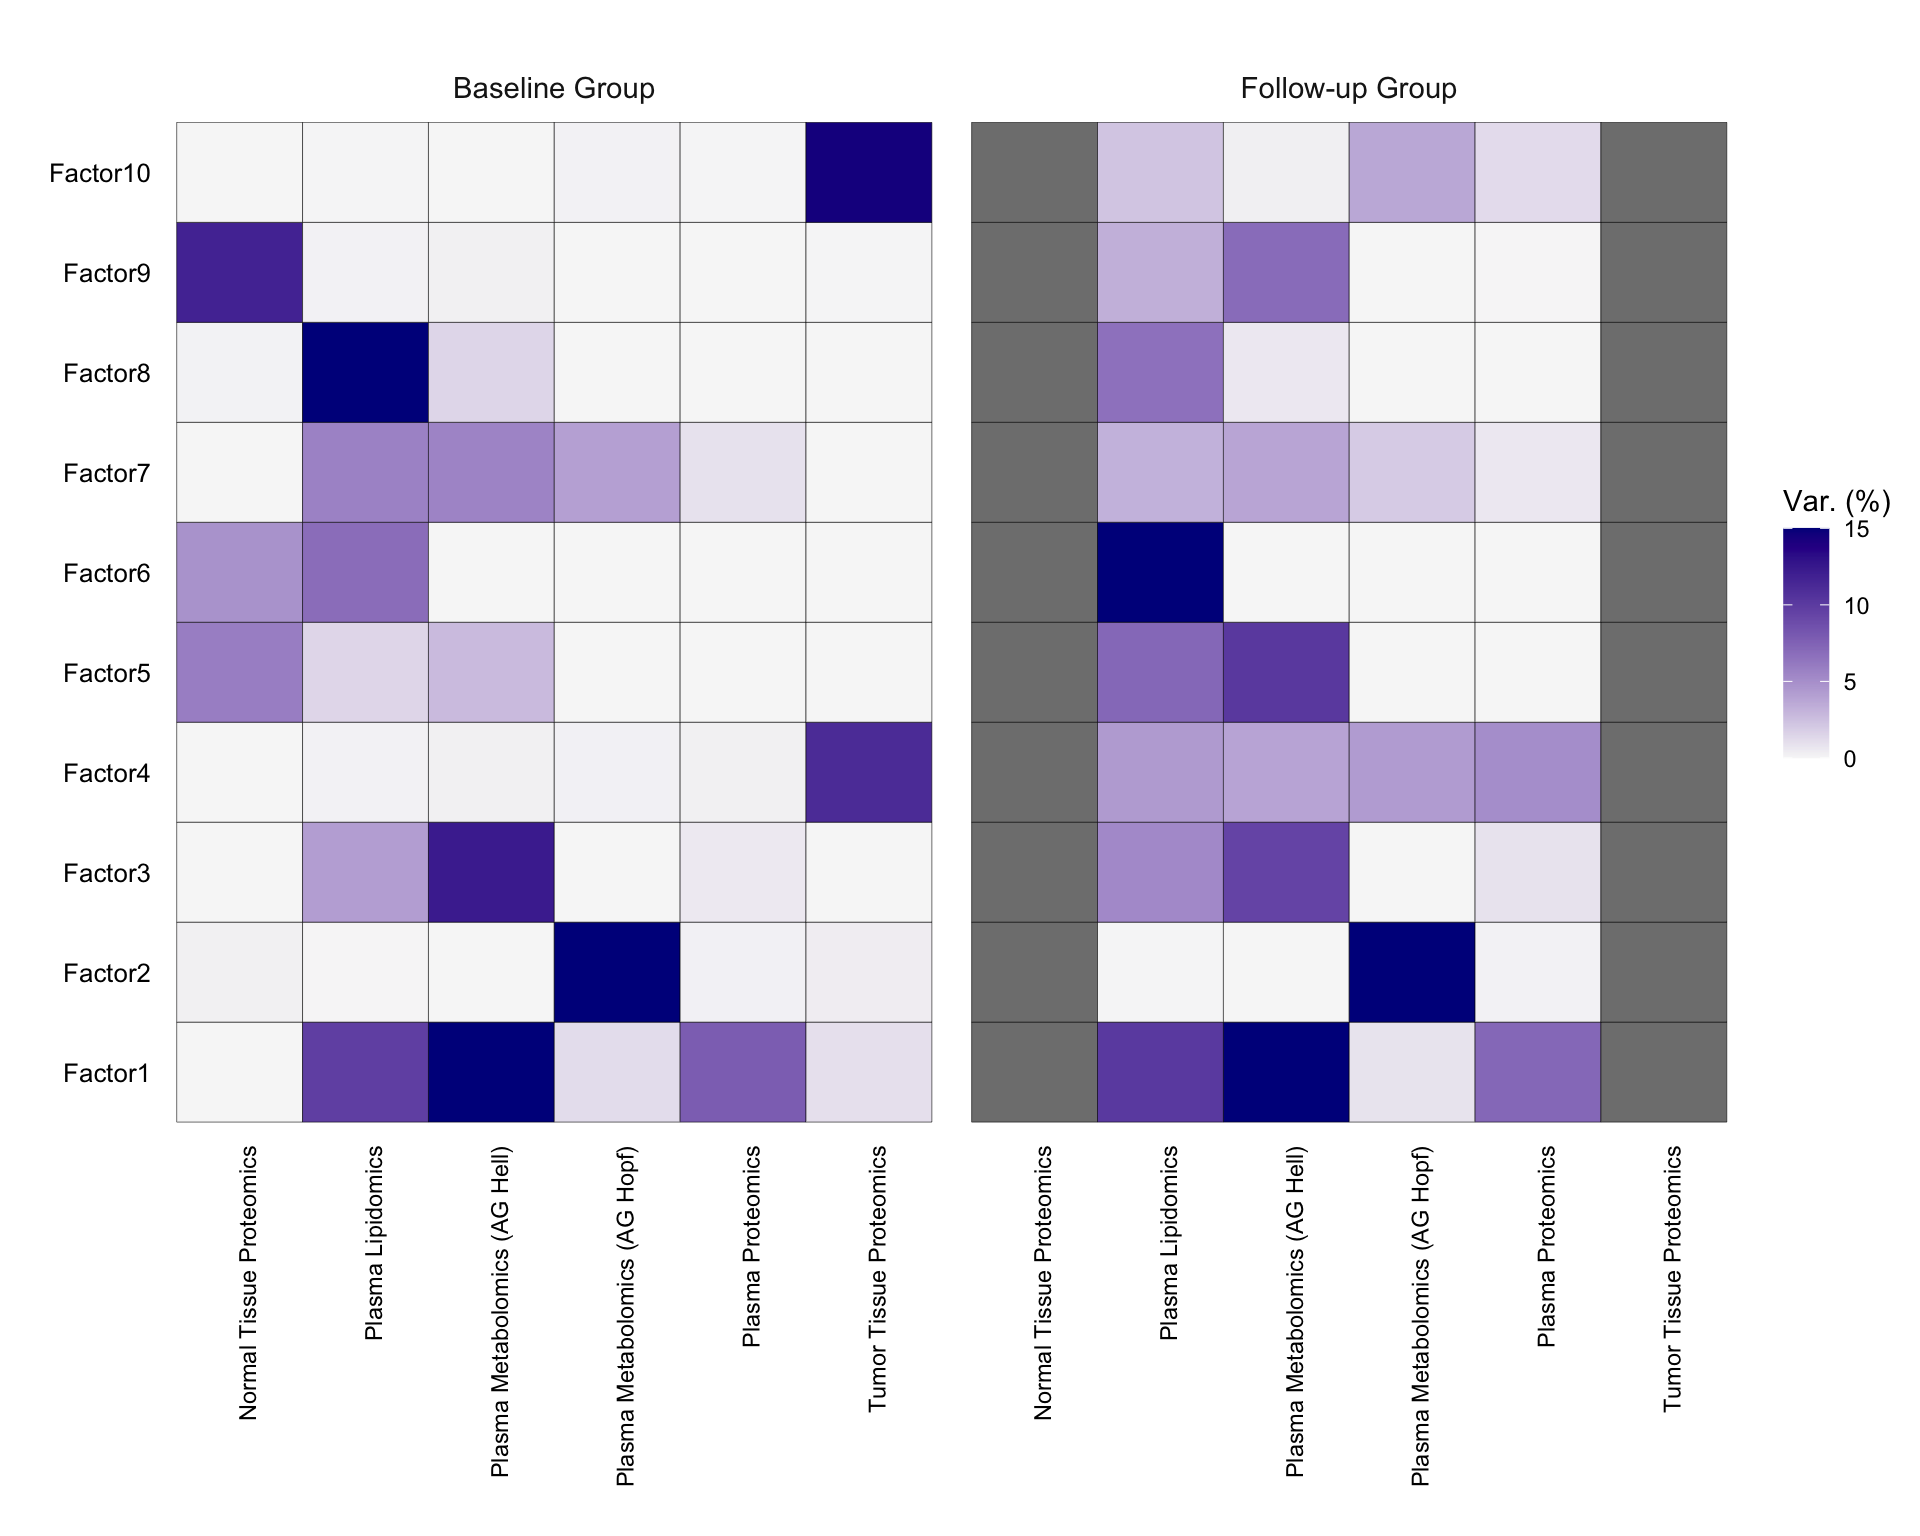 Baseline Group
Follow-up Group
Factor10
Factor9
Factor8
Factor7
Factor6
Factor5
Factor4
Factor3
Factor2
Factor1
Var. (%)
15
10
5
0
Normal Tissue Proteomics
Plasma Lipidomics
Plasma Metabolomics (AG Hell)
Plasma Metabolomics (AG Hopf)
Plasma Proteomics
Tumor Tissue Proteomics
Normal Tissue Proteomics
Plasma Lipidomics
Plasma Metabolomics (AG Hell)
Plasma Metabolomics (AG Hopf)
Plasma Proteomics
Tumor Tissue Proteomics